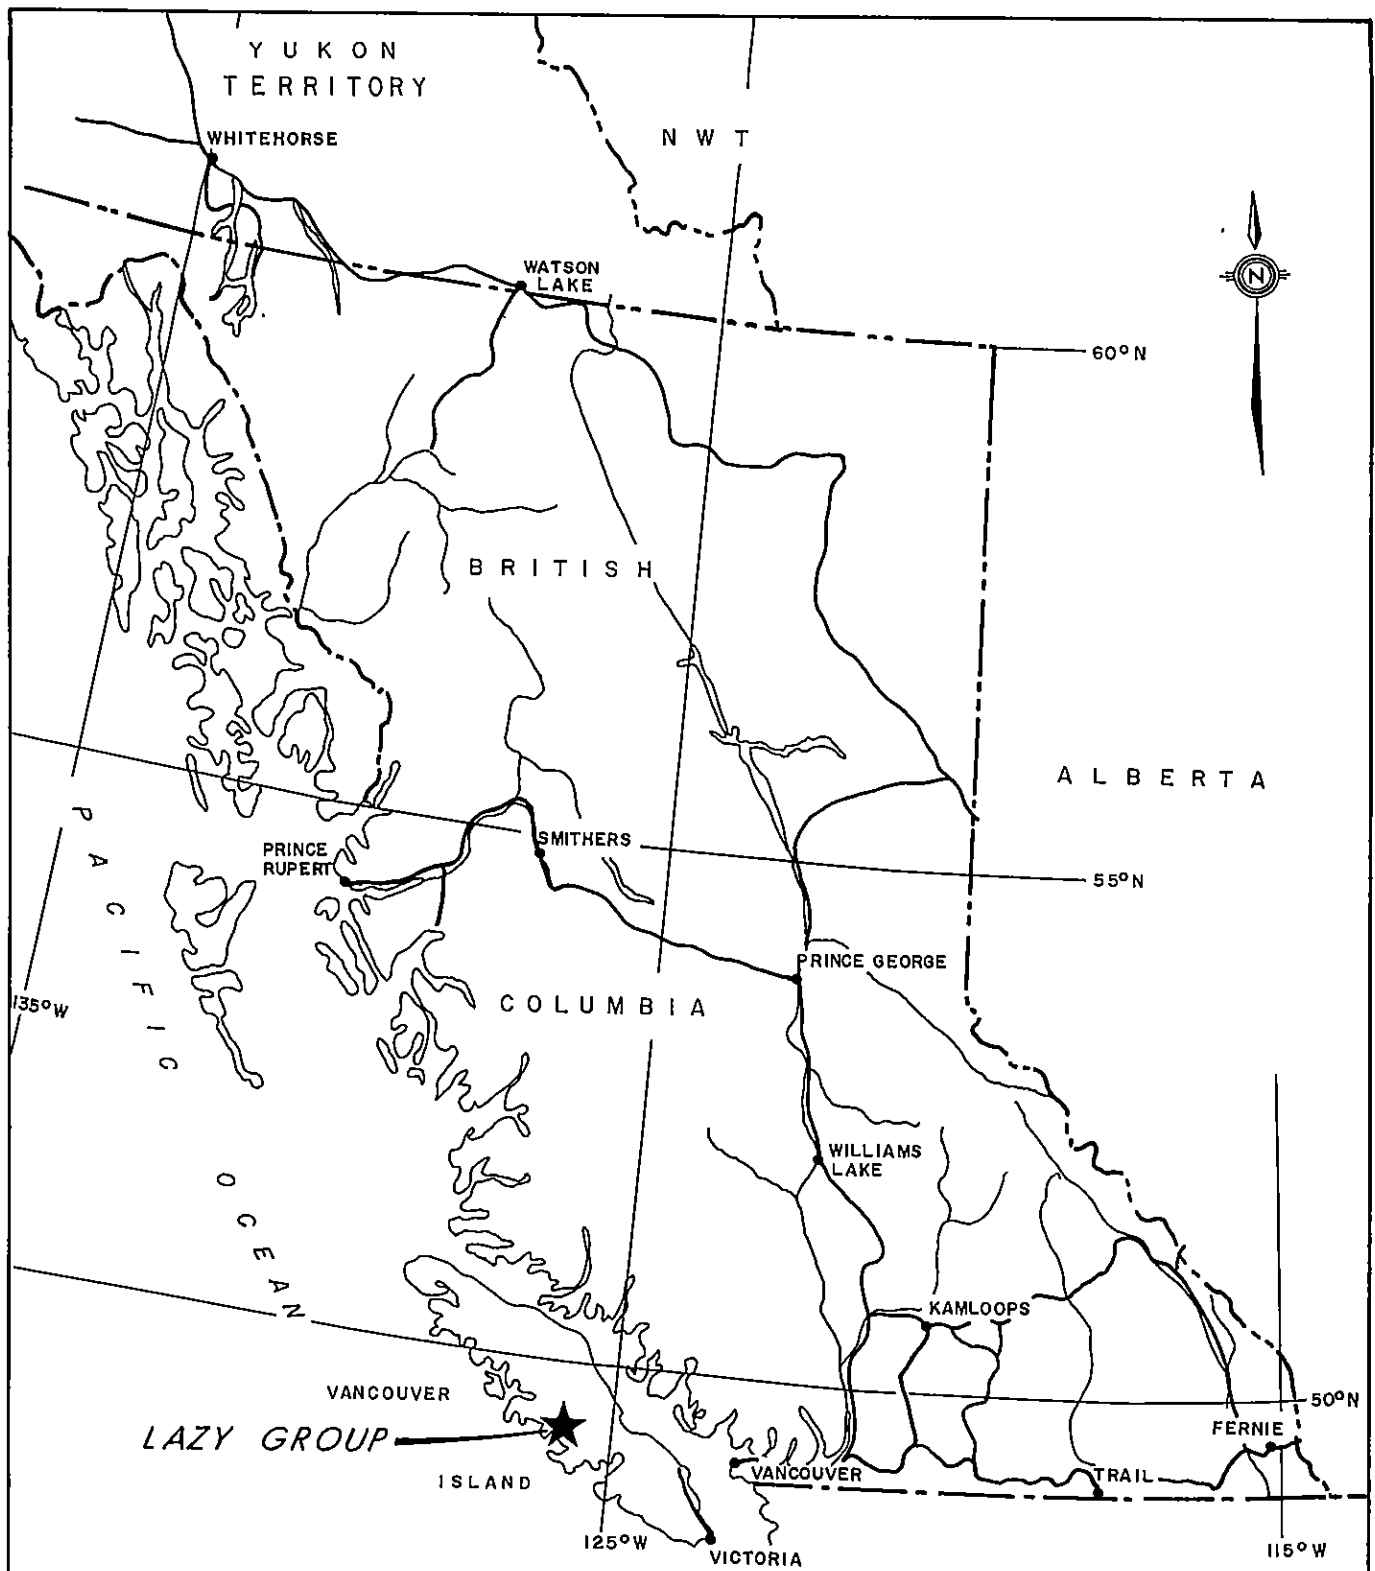 YUKON
TERRITORY
NWT
WHITEHORSE
N
WATSON
LAKE
60°N
BRITISH
ALBERTA
PACIFIC
SMITHERS
PRINCE
RUPERT
55°N
PRINCE GEORGE
COLUMBIA
135°W
WILLIAMS
LAKE
OCEAN
KAMLOOPS
VANCOUVER
50°N
LAZY GROUP
FERNIE
ISLAND
VANCOUVER
TRAIL
125°W
VICTORIA
115°W